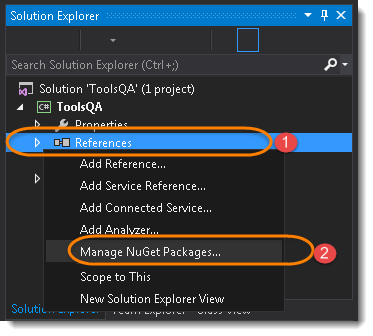 Solution Explorer
Search Solution Explorer (Ctrl+;)
Solution 'ToolsQA' (1 project)
C# ToolsQA
Properties
References
1
Add Reference...
Add Service Reference...
Add Connected Service...
Add Analyzer...
Manage NuGet Packages...
2
Scope to This
New Solution Explorer View
Solution Explorer Team Explorer Class View